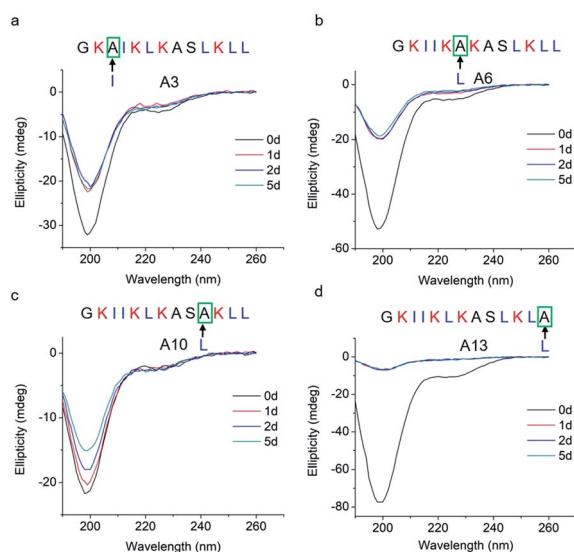 a
G K A I K L K A S L K L L
I
A3
0
-10
-20
-30
Ellipticity (mdeg)
0d
1d
2d
5d
200 220 240 260
Wavelength (nm)
b
G K I I K A K A S L K L L
L
A6
0
-20
-40
-60
Ellipticity (mdeg)
0d
1d
2d
5d
200 220 240 260
Wavelength (nm)
c
G K I I K L K A S A K L L
L
A10
0
-10
-20
Ellipticity (mdeg)
0d
1d
2d
5d
200 220 240 260
Wavelength (nm)
d
G K I I K L K A S L K L A
L
A13
0
-20
-40
-60
-80
Ellipticity (mdeg)
0d
1d
2d
5d
200 220 240 260
Wavelength (nm)